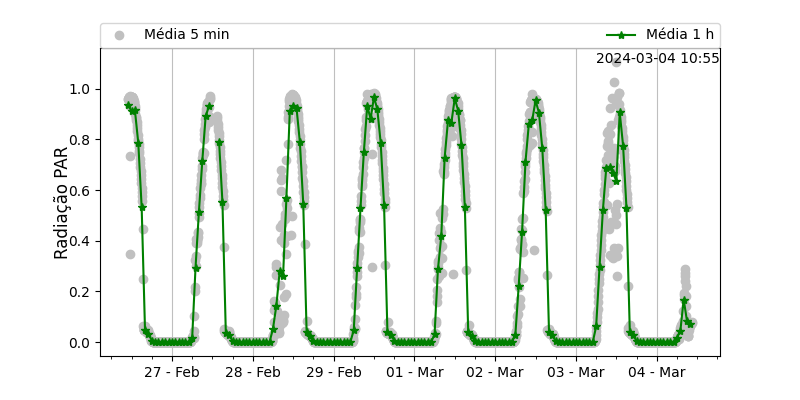 Média 5 min
Média 1 h
2024-03-04 10:55
Radiação PAR
1.0
0.8
0.6
0.4
0.2
0.0
27 - Feb
28 - Feb
29 - Feb
01 - Mar
02 - Mar
03 - Mar
04 - Mar